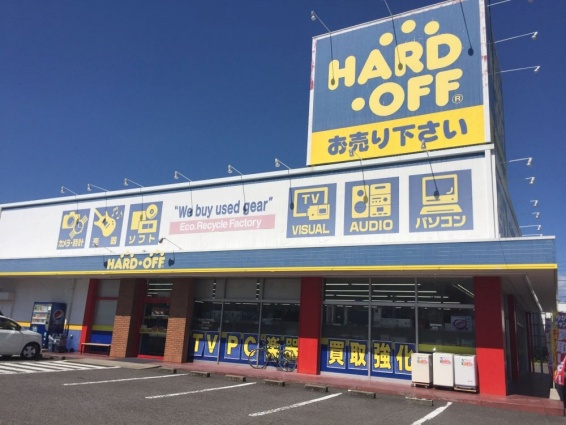 HARD
OFF®
お売り下さい
"We buy used gear"
Eco. Recycle Factory
カメラ・時計
楽器
ソフト
TV
VISUAL
AUDIO
パソコン
HARD·OFF
TV PC 楽器 買取強化